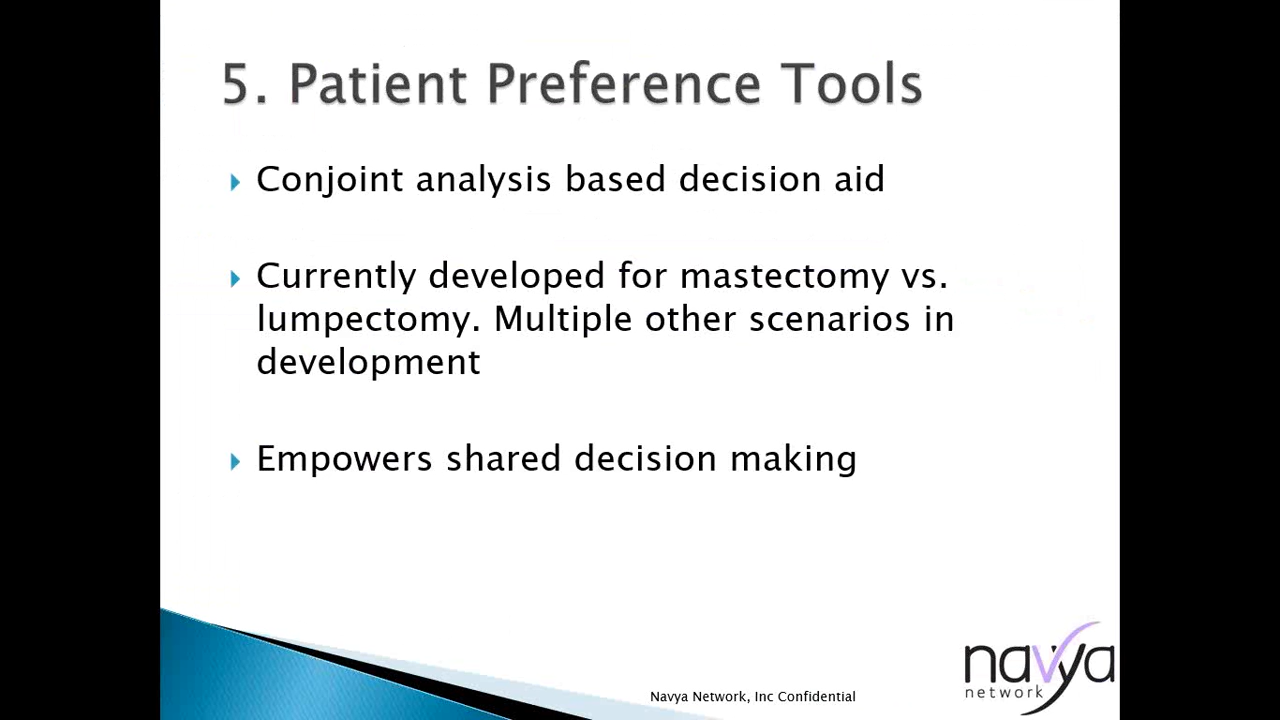 5. Patient Preference Tools
Conjoint analysis based decision aid
Currently developed for mastectomy vs.
lumpectomy. Multiple other scenarios in
development
Empowers shared decision making
Navya Network, Inc Confidential
navya
network